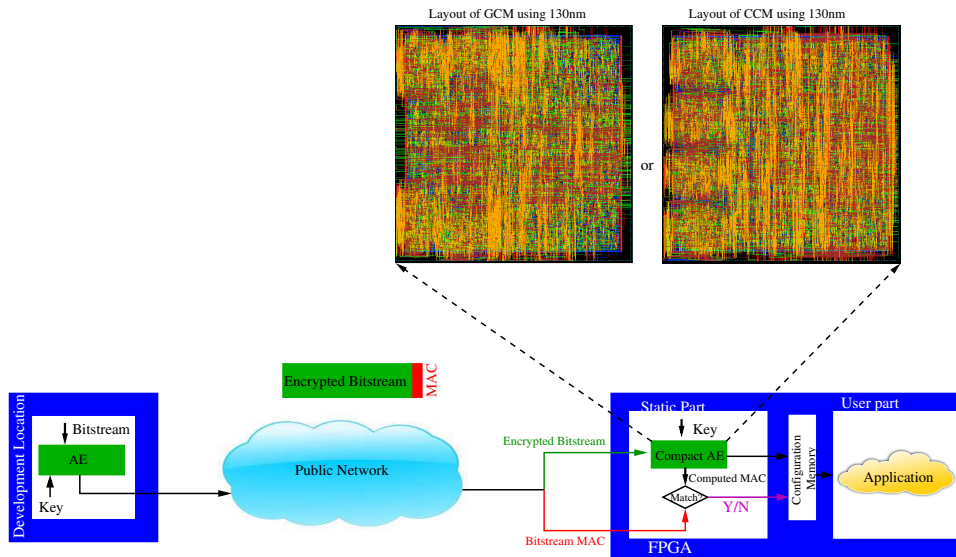 Layout of GCM using 130nm
Layout of CCM using 130nm
or
Encrypted Bitstream
MAC
Development Location
Bitstream
AE
Key
Public Network
Encrypted Bitstream
Bitstream MAC
Static Part
Key
Compact AE
Computed MAC
Match?
Y/N
FPGA
Configuration
Memory
User part
Application